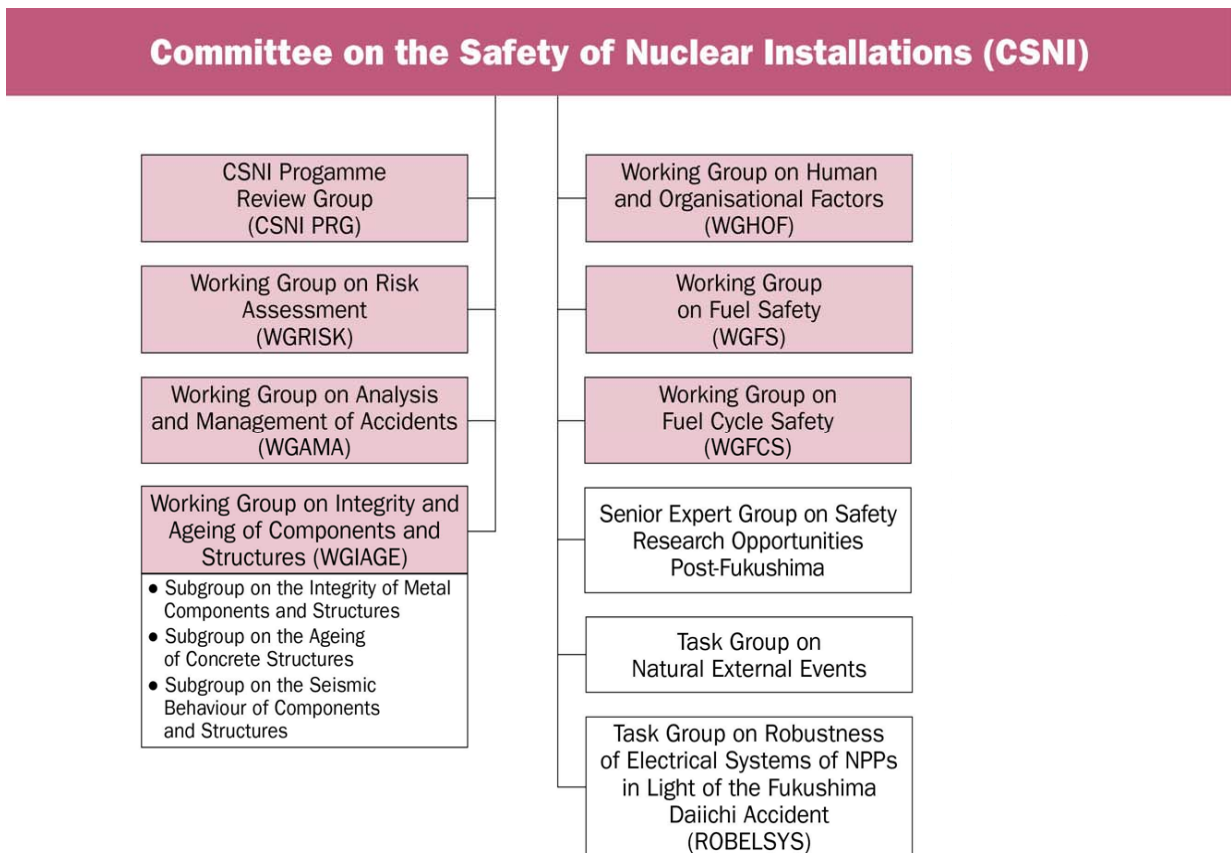 Committee on the Safety of Nuclear Installations (CSNI)
CSNI Progamme
Review Group
(CSNI PRG)
Working Group on Risk
Assessment
(WGRISK)
Working Group on Analysis
and Management of Accidents
(WGAMA)
Working Group on Integrity and
Ageing of Components and
Structures (WGIAGE)
● Subgroup on the Integrity of Metal
Components and Structures
● Subgroup on the Ageing
of Concrete Structures
● Subgroup on the Seismic
Behaviour of Components
and Structures
Working Group on Human
and Organisational Factors
(WGHOF)
Working Group
on Fuel Safety
(WGFS)
Working Group on
Fuel Cycle Safety
(WGFCS)
Senior Expert Group on Safety
Research Opportunities
Post-Fukushima
Task Group on
Natural External Events
Task Group on Robustness
of Electrical Systems of NPPs
in Light of the Fukushima
Daiichi Accident
(ROBELSYS)